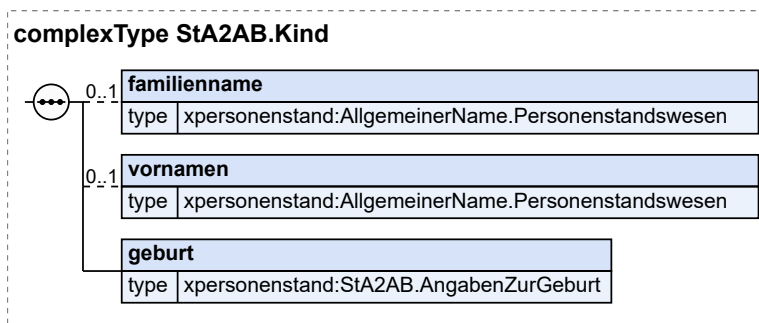 complexType StA2AB.Kind
0..1 familienname
type xpersonenstand:AllgemeinerName.Personenstandswesen
0..1 vornamen
type xpersonenstand:AllgemeinerName.Personenstandswesen
geburt
type xpersonenstand:StA2AB.AngabenZurGeburt